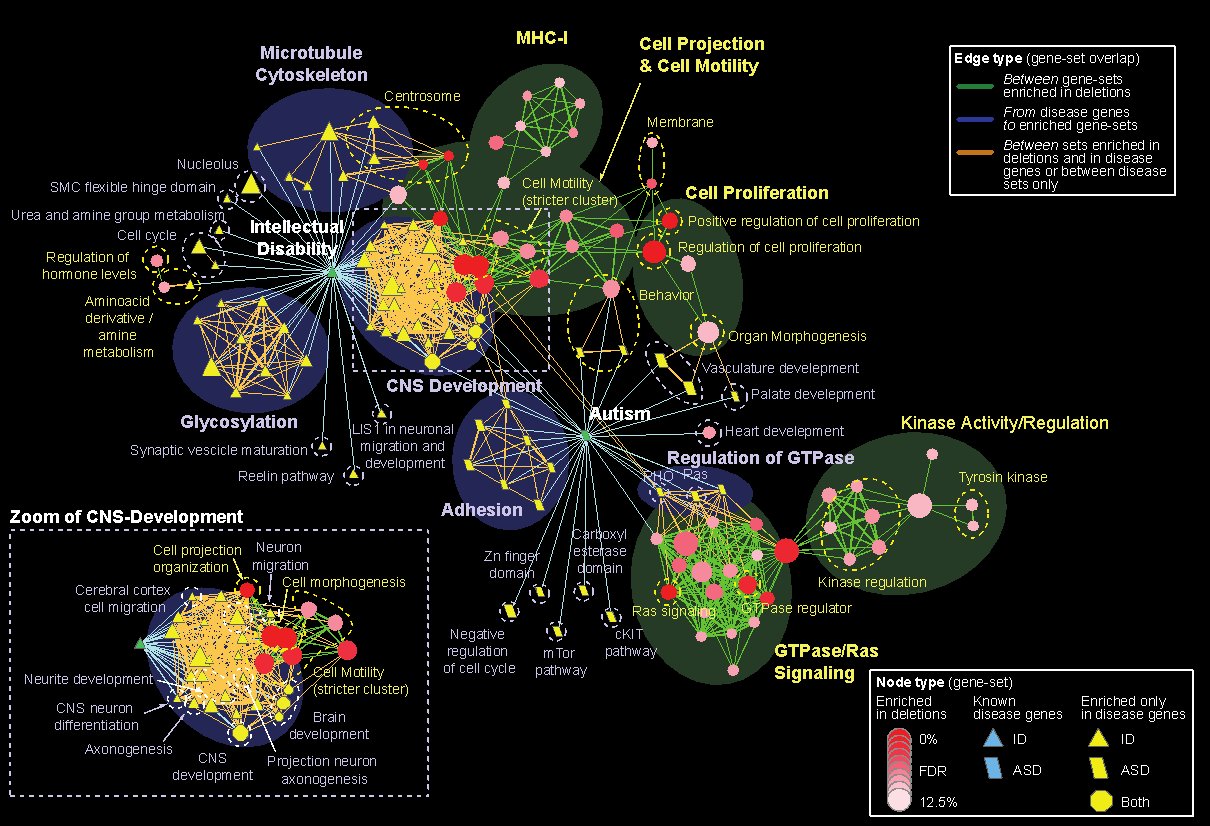 MHC-I
Cell Projection
& Cell Motility
Microtubule
Cytoskeleton
Centrosome
Edge type (gene-set overlap)
Between gene-sets
enriched in deletions
From disease genes
to enriched gene-sets
Between sets enriched in
deletions and in disease
genes or between disease
sets only
Membrane
Nucleolus
SMC flexible hinge domain
Cell Motility
(stricter cluster)
Cell Proliferation
Urea and amine group metabolism
Positive regulation of cell proliferation
Intellectual
Disability
Cell cycle
Regulation of cell proliferation
Regulation of
hormone levels
Behavior
Aminoacid
derivative /
amine
metabolism
Organ Morphogenesis
Vasculature development
CNS Development
Palate development
Autism
Glycosylation
LIS1 in neuronal
migration and
development
Heart development
Kinase Activity/Regulation
Synaptic vescicle maturation
Regulation of GTPase
Reelin pathway
RHO
Ras
Tyrosin kinase
Adhesion
Zoom of CNS-Development
Carboxyl
esterase
domain
Zn finger
domain
Cell projection
organization
Neuron
migration
Cell morphogenesis
Kinase regulation
Cerebral cortex
cell migration
Ras signaling
GTPase regulator
Negative
regulation
of cell cycle
mTor
pathway
cKIT
pathway
GTPase/Ras
Signaling
Neurite development
Cell Motility
(stricter cluster)
CNS neuron
differentiation
Brain
development
Axonogenesis
CNS
development
Projection neuron
axonogenesis
Node type (gene-set)
Enriched
in deletions
Known
disease genes
Enriched only
in disease genes
0%
ID
ID
FDR
ASD
ASD
12.5%
Both